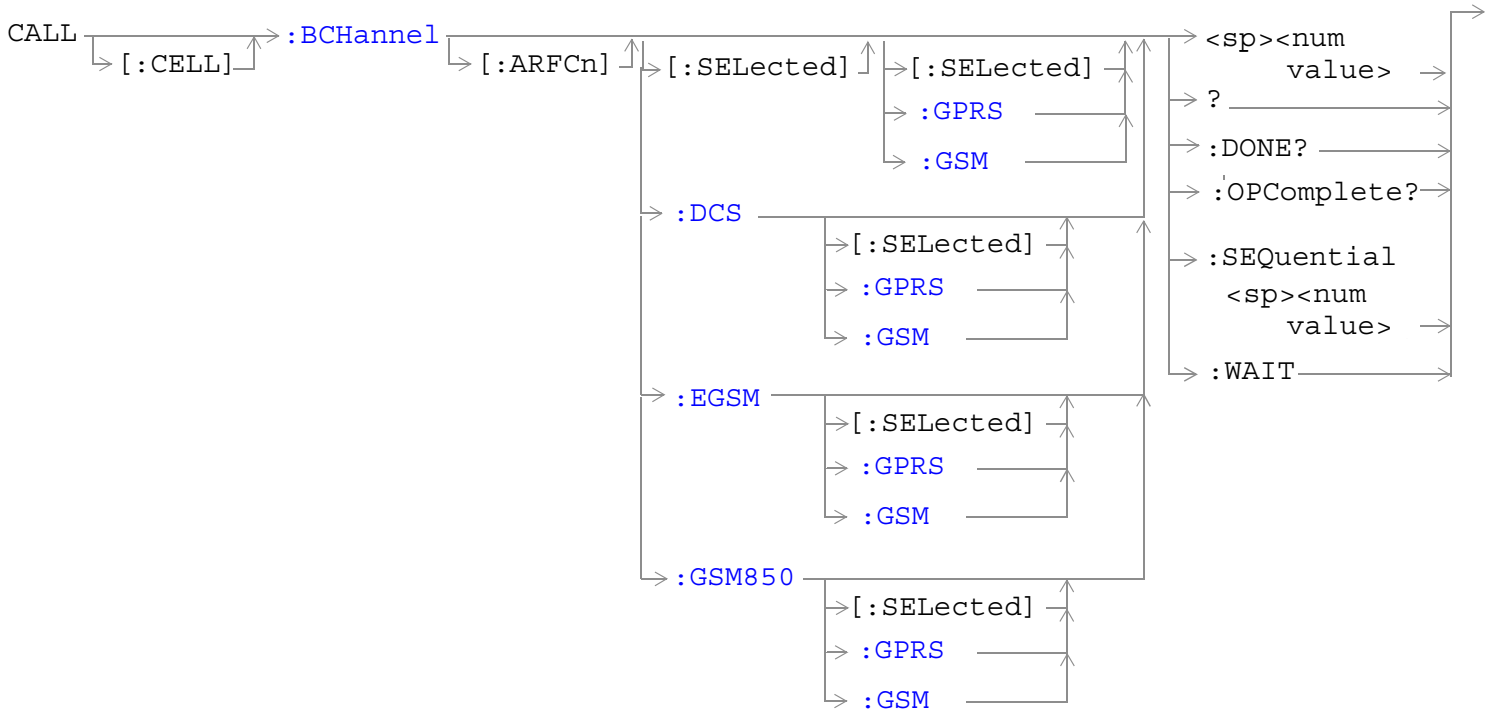 CALL :BCHannel <sp><num
[:CELL] [:ARFCn] [:SELected] [:SELected] value>
:GPRS ?
:GSM :DONE?
:DCS :OPComplete?
[:SELected] :SEQuential
:GPRS <sp><num
:GSM value>
:WAIT
:EGSM
[:SELected]
:GPRS
:GSM
:GSM850
[:SELected]
:GPRS
:GSM